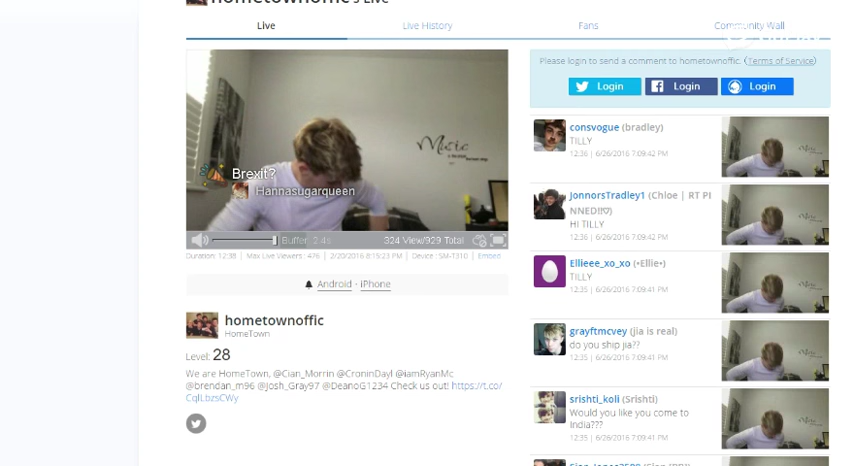 hometownoffic's Live
Live
Live History
Fans
Community Wall
Music
Brexit?
Hannasugarqueen
Buffer 2.4s
324 View/929 Total
Duration: 12:38 | Max Live Viewers : 476 | 2/20/2016 8:19:23 PM | Device : SM-T310 | Embed
Android - iPhone
hometownoffic
HomeTown
Level: 28
We are HomeTown, @Cian_Morrin @CroninDayl @iamRyanMc
@brendan_m96 @Josh_Gray97 @DeanoG1234 Check us out! https://t.co/
Please login to send a comment to hometownoffic. (Terms of Service)
Login
Login
Login
consvogue (bradley)
TILLY
12:36 | 6/26/2016 7:09:42 PM
JonnorsTradley1 (Chloe | RT PI
NNED!!♡)
HI TILLY
12:36 | 6/26/2016 7:09:42 PM
Ellieee_xo_xo (•Ellie•)
TILLY
12:35 | 6/26/2016 7:09:41 PM
grayftmcvey (jia is real)
do you ship jia??
12:35 | 6/26/2016 7:09:41 PM
srishti_koli (Srishti)
Would you like you come to
India???
12:35 | 6/26/2016 7:09:41 PM